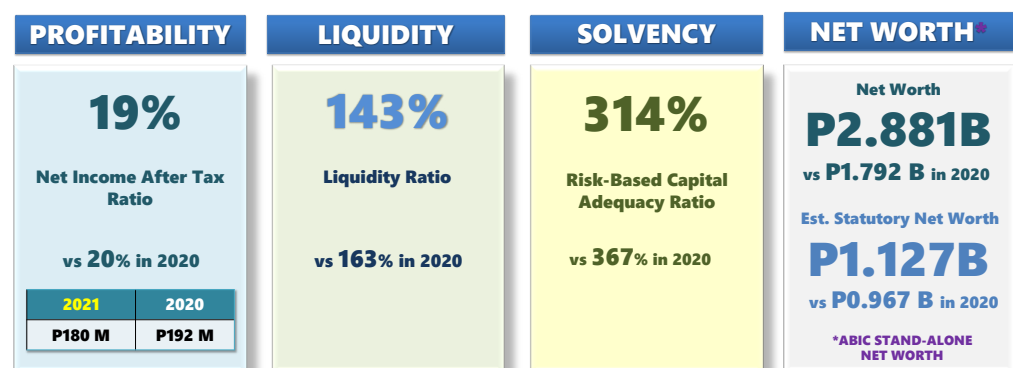 PROFITABILITY
19%
Net Income After Tax
Ratio
vs 20% in 2020
2021 2020
P180 M P192 M
LIQUIDITY
143%
Liquidity Ratio
vs 163% in 2020
SOLVENCY
314%
Risk-Based Capital
Adequacy Ratio
vs 367% in 2020
NET WORTH*
Net Worth
P2.881B
vs P1.792 B in 2020
Est. Statutory Net Worth
P1.127B
vs P0.967 B in 2020
*ABIC STAND-ALONE
NET WORTH